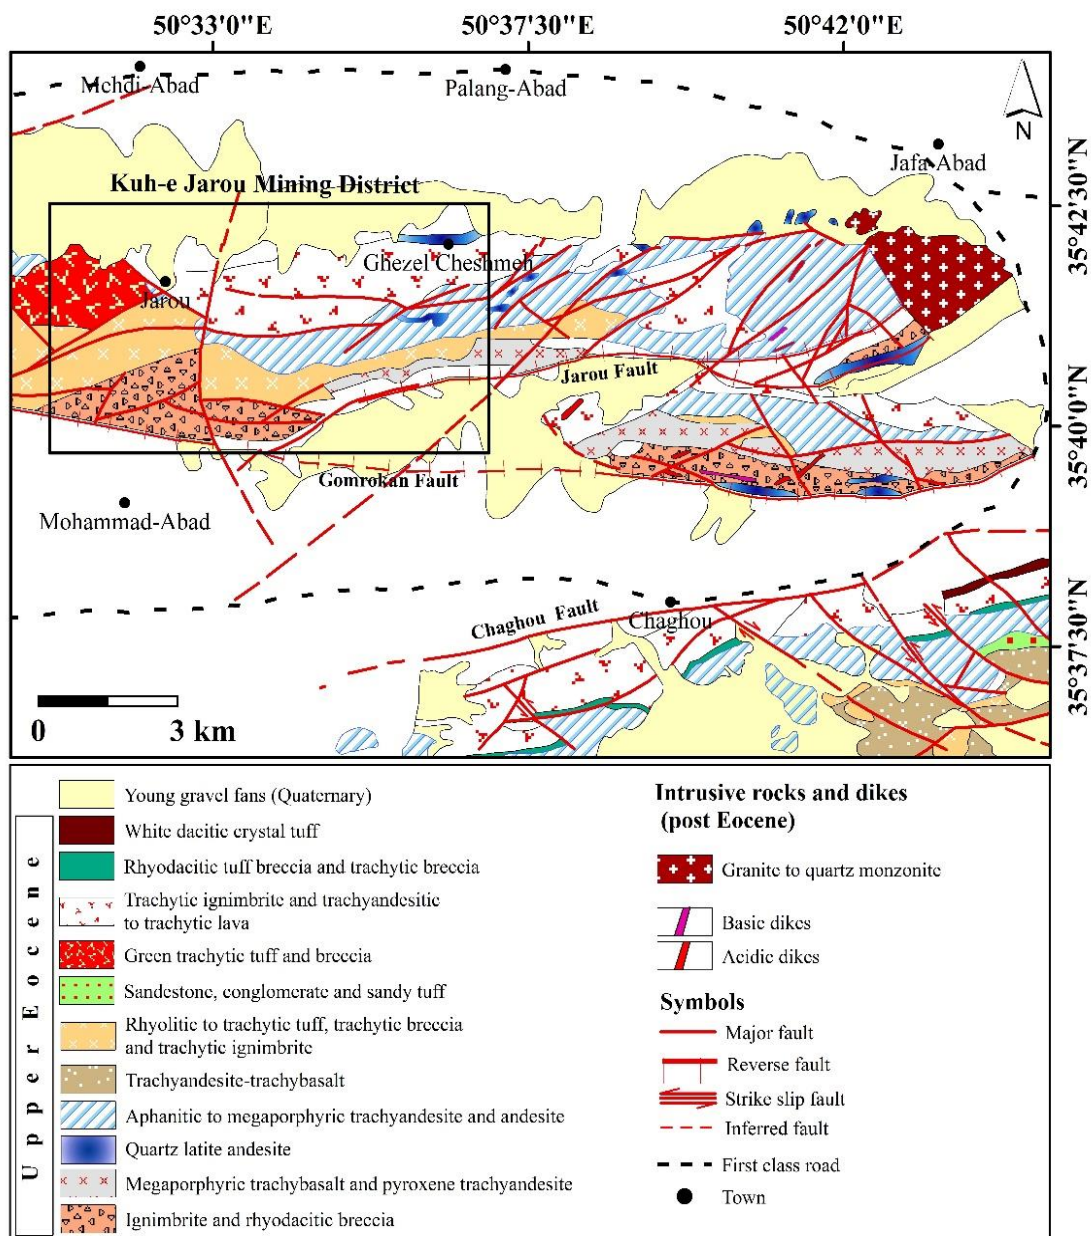 50°33'0"E 50°37'30"E 50°42'0"E
Mehdi-Abad
Palang-Abad
Jafa-Abad
N
35°42'30"N
Kuh-e Jarou Mining District
Ghezel Cheshmeh
Jarou
Jarou Fault
35°40'0"N
Gomrokan Fault
Mohammad-Abad
Chaghou Fault
Chaghou
35°37'30"N
0 3 km
Upper Eocene
Young gravel fans (Quaternary)
White dacitic crystal tuff
Rhyodacitic tuff breccia and trachytic breccia
Trachytic ignimbrite and trachyandesitic
to trachytic lava
Green trachytic tuff and breccia
Sandestone, conglomerate and sandy tuff
Rhyolitic to trachytic tuff, trachytic breccia
and trachytic ignimbrite
Trachyandesite-trachybasalt
Aphanitic to megaporphyric trachyandesite and andesite
Quartz latite andesite
Megaporphyric trachybasalt and pyroxene trachyandesite
Ignimbrite and rhyodacitic breccia
Intrusive rocks and dikes
(post Eocene)
Granite to quartz monzonite
Basic dikes
Acidic dikes
Symbols
Major fault
Reverse fault
Strike slip fault
Inferred fault
First class road
Town